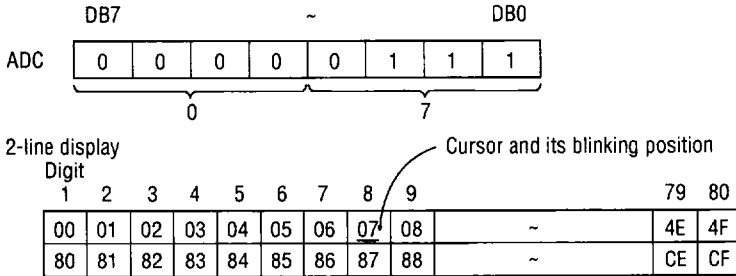 DB7 ~ DB0
ADC 0 0 0 0 0 1 1 1
0 7
2-line display Cursor and its blinking position
Digit
1 2 3 4 5 6 7 8 9 79 80
00 01 02 03 04 05 06 07 08 ~ 4E 4F
80 81 82 83 84 85 86 87 88 ~ CE CF